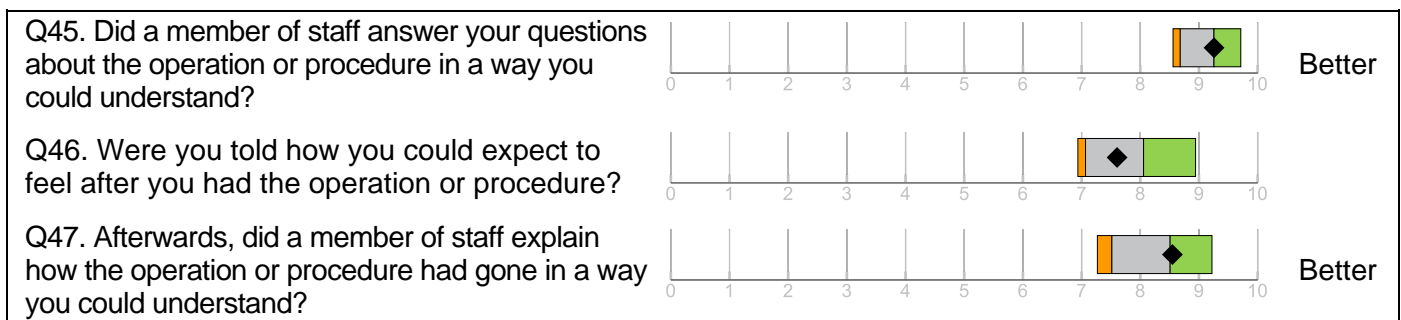 Q45. Did a member of staff answer your questions
about the operation or procedure in a way you
could understand?
0 1 2 3 4 5 6 7 8 9 10
Better
Q46. Were you told how you could expect to
feel after you had the operation or procedure?
0 1 2 3 4 5 6 7 8 9 10
Q47. Afterwards, did a member of staff explain
how the operation or procedure had gone in a way
you could understand?
0 1 2 3 4 5 6 7 8 9 10
Better